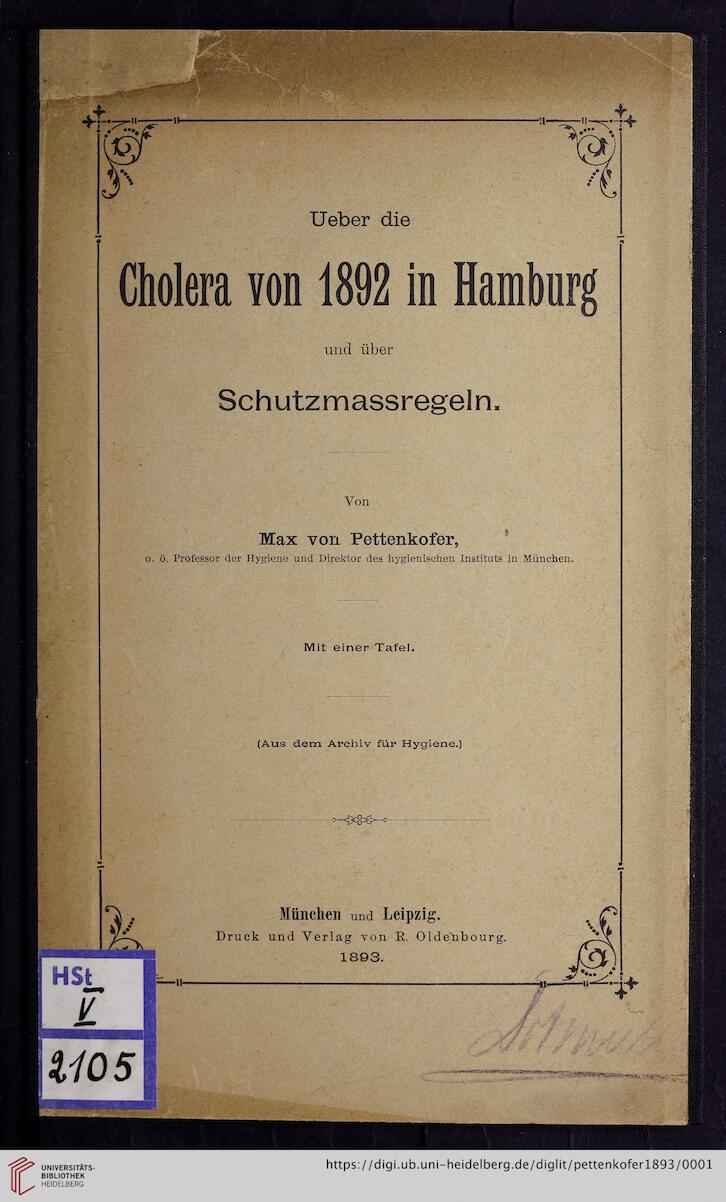 Ueber die
Cholera von 1892 in Hamburg
und über
Schutzmassregeln.
Von
Max von Pettenkofer,
o. ö. Professor der Hygiene und Direktor des hygienischen Instituts in München.
Mit einer Tafel.
(Aus dem Archiv für Hygiene.)
München und Leipzig.
Druck und Verlag von R. Oldenbourg.
1893.
HSt
V
2105
UNIVERSITÄTS-
BIBLIOTHEK
HEIDELBERG
https://digi.ub.uni-heidelberg.de/diglit/pettenkofer1893/0001